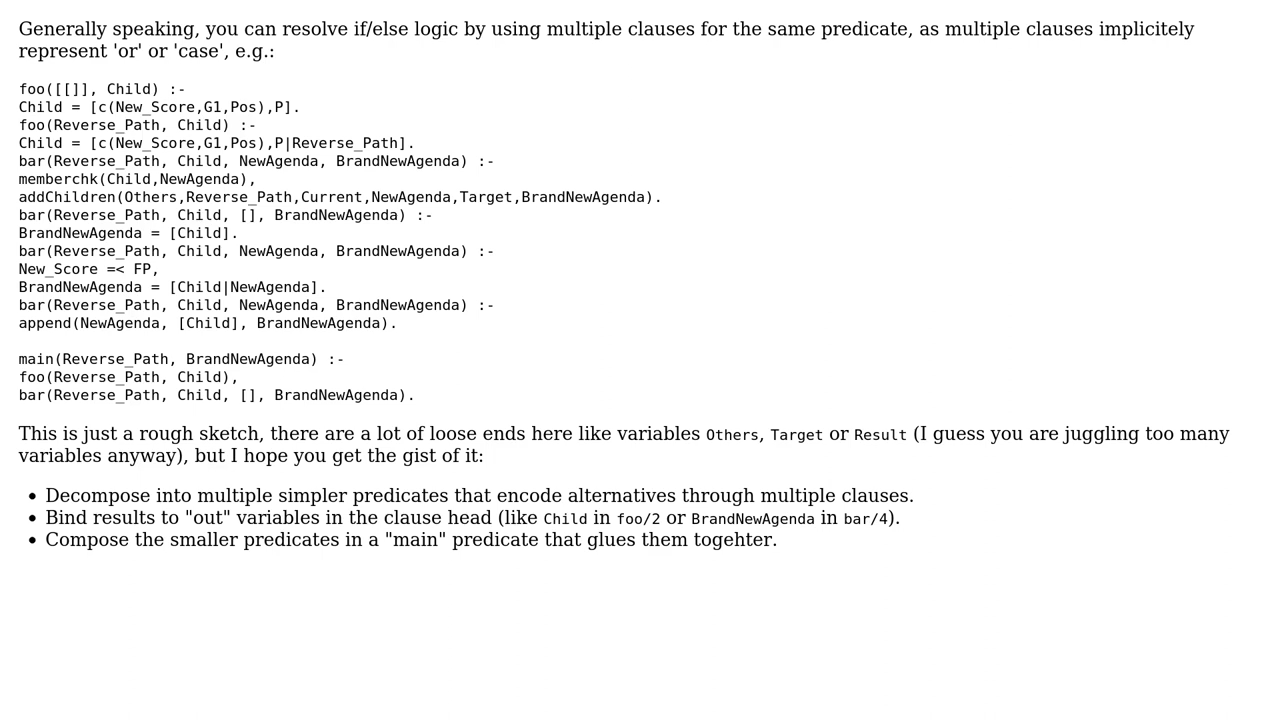 Generally speaking, you can resolve if/else logic by using multiple clauses for the same predicate, as multiple clauses implicitely
represent 'or' or 'case', e.g.:
foo([[]], Child) :-
Child = [c(New_Score,G1,Pos),P].
foo(Reverse_Path, Child) :-
Child = [c(New_Score,G1,Pos),P|Reverse_Path].
bar(Reverse_Path, Child, NewAgenda, BrandNewAgenda) :-
memberchk(Child,NewAgenda),
addChildren(Others,Reverse_Path,Current,NewAgenda,Target,BrandNewAgenda).
bar(Reverse_Path, Child, [], BrandNewAgenda) :-
BrandNewAgenda = [Child].
bar(Reverse_Path, Child, NewAgenda, BrandNewAgenda) :-
New_Score =< FP,
BrandNewAgenda = [Child|NewAgenda].
bar(Reverse_Path, Child, NewAgenda, BrandNewAgenda) :-
append(NewAgenda, [Child], BrandNewAgenda).
main(Reverse_Path, BrandNewAgenda) :-
foo(Reverse_Path, Child),
bar(Reverse_Path, Child, [], BrandNewAgenda).
This is just a rough sketch, there are a lot of loose ends here like variables Others, Target or Result (I guess you are juggling too many
variables anyway), but I hope you get the gist of it:
• Decompose into multiple simpler predicates that encode alternatives through multiple clauses.
• Bind results to "out" variables in the clause head (like Child in foo/2 or BrandNewAgenda in bar/4).
• Compose the smaller predicates in a "main" predicate that glues them togehter.